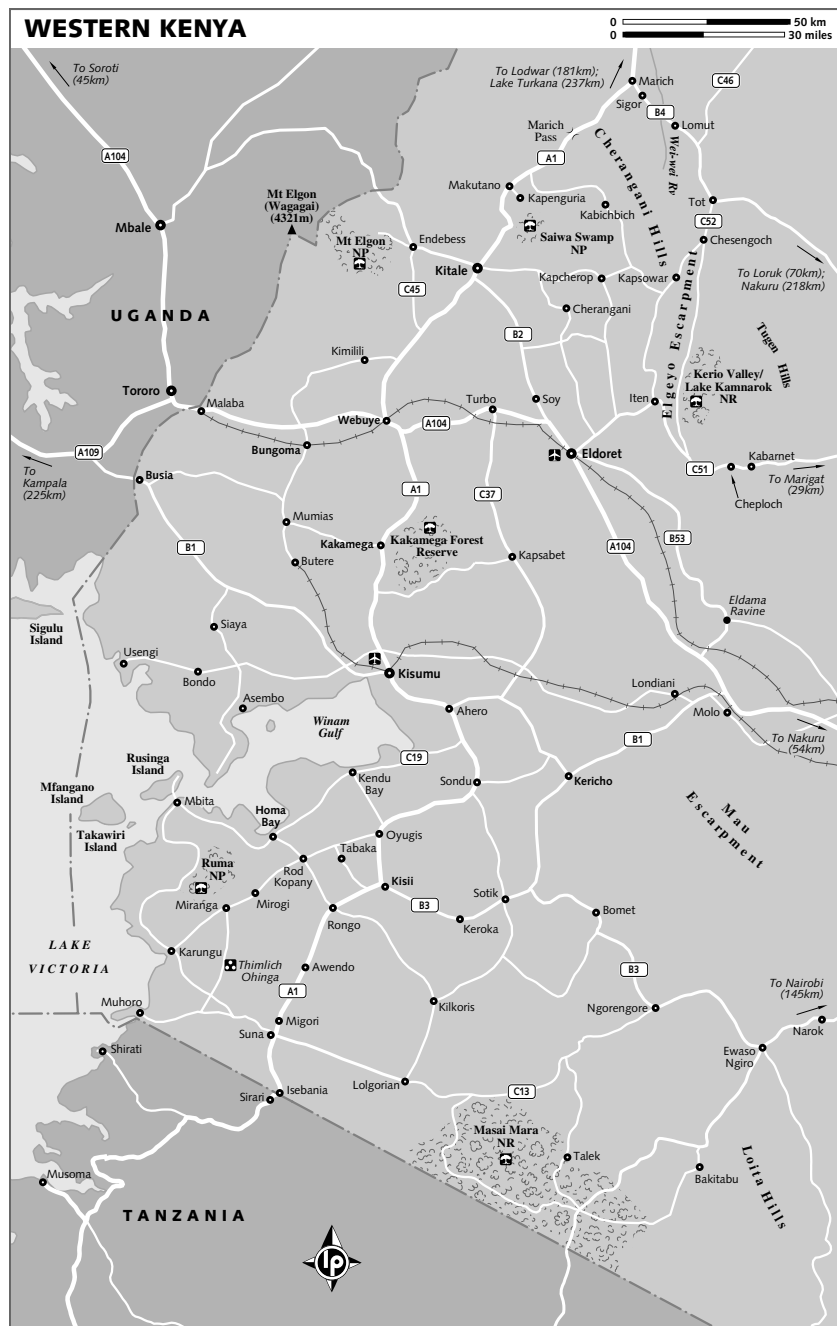 WESTERN KENYA
0 50 km
0 30 miles
To Soroti
(45km)
To Lodwar (181km);
Lake Turkana (237km)
Marich
C46
Sigor
B4
Lomut
Marich
Pass
Wei-wei Rv
A104
A1
Cherangani Hills
Makutano
Kapenguria
Kabichbich
Tot
Mt Elgon
(Wagagai)
(4321m)
Mbale
C52
Saiwa Swamp
NP
Chesengoch
Mt Elgon
NP
Endebess
Kitale
To Loruk (70km);
Nakuru (218km)
Kapcherop
Kapsowar
C45
Cherangani
UGANDA
B2
Elgeyo Escarpment
Tugen Hills
Kimilili
Kerio Valley/
Lake Kamnarok
NR
Tororo
Malaba
Turbo
Soy
Iten
Webuye
A104
A109
Bungoma
Eldoret
To
Kampala
(225km)
Busia
C51
Kabarnet
To Marigat
(29km)
Cheploch
A1
C37
Mumias
B1
Kakamega
Kakamega Forest
Reserve
B53
A104
Butere
Kapsabet
Eldama
Ravine
Sigulu
Island
Siaya
Usengi
Bondo
Kisumu
Londiani
Asembo
Ahero
Molo
Winam
Gulf
B1
To Nakuru
(54km)
Rusinga
Island
C19
Kendu
Bay
Sondu
Kericho
Mfangano
Island
Mbita
Mau
Escarpment
Takawiri
Island
Homa
Bay
Oyugis
Tabaka
Ruma
NP
Rod
Kopany
Kisii
Mirogi
Sotik
Miranga
Rongo
B3
Keroka
Bomet
LAKE
VICTORIA
Karungu
Thimlich
Ohinga
Awendo
B3
A1
Kilkoris
Ngorengore
To Nairobi
(145km)
Muhoro
Migori
Narok
Suna
Ewaso
Ngiro
Shirati
Lolgorian
Isebania
Sirari
C13
Masai Mara
NR
Talek
Bakitabu
Loita Hills
Musoma
TANZANIA
lp